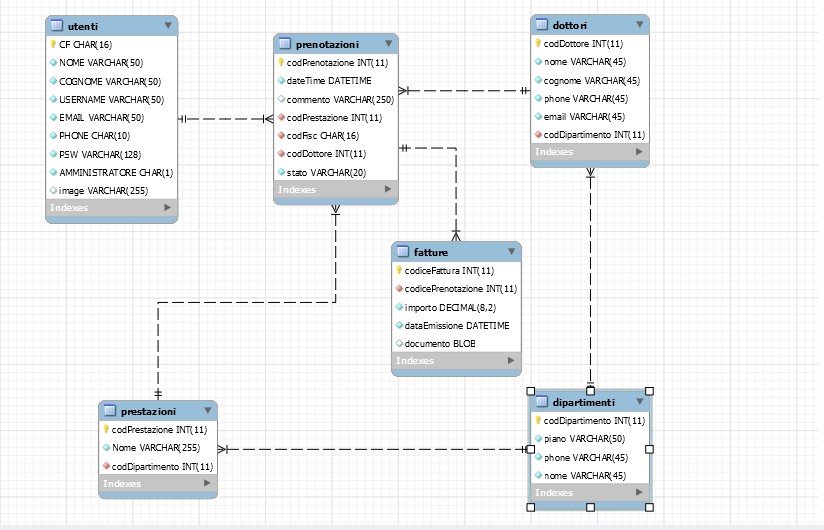 utenti
CF CHAR(16)
NOME VARCHAR(50)
COGNOME VARCHAR(50)
USERNAME VARCHAR(50)
EMAIL VARCHAR(50)
PHONE CHAR(10)
PSW VARCHAR(128)
AMMINISTRATORE CHAR(1)
image VARCHAR(255)
Indexes
prenotazioni
codPrenotazione INT(11)
dateTime DATETIME
commento VARCHAR(250)
codPrestazione INT(11)
codFisc CHAR(16)
codDottore INT(11)
stato VARCHAR(20)
Indexes
dottori
codDottore INT(11)
nome VARCHAR(45)
cognome VARCHAR(45)
phone VARCHAR(45)
email VARCHAR(45)
codDipartimento INT(11)
Indexes
fatture
codiceFattura INT(11)
codicePrenotazione INT(11)
importo DECIMAL(8,2)
dataEmissione DATETIME
documento BLOB
Indexes
prestazioni
codPrestazione INT(11)
Nome VARCHAR(255)
codDipartimento INT(11)
Indexes
dipartimenti
codDipartimento INT(11)
piano VARCHAR(50)
phone VARCHAR(45)
nome VARCHAR(45)
Indexes